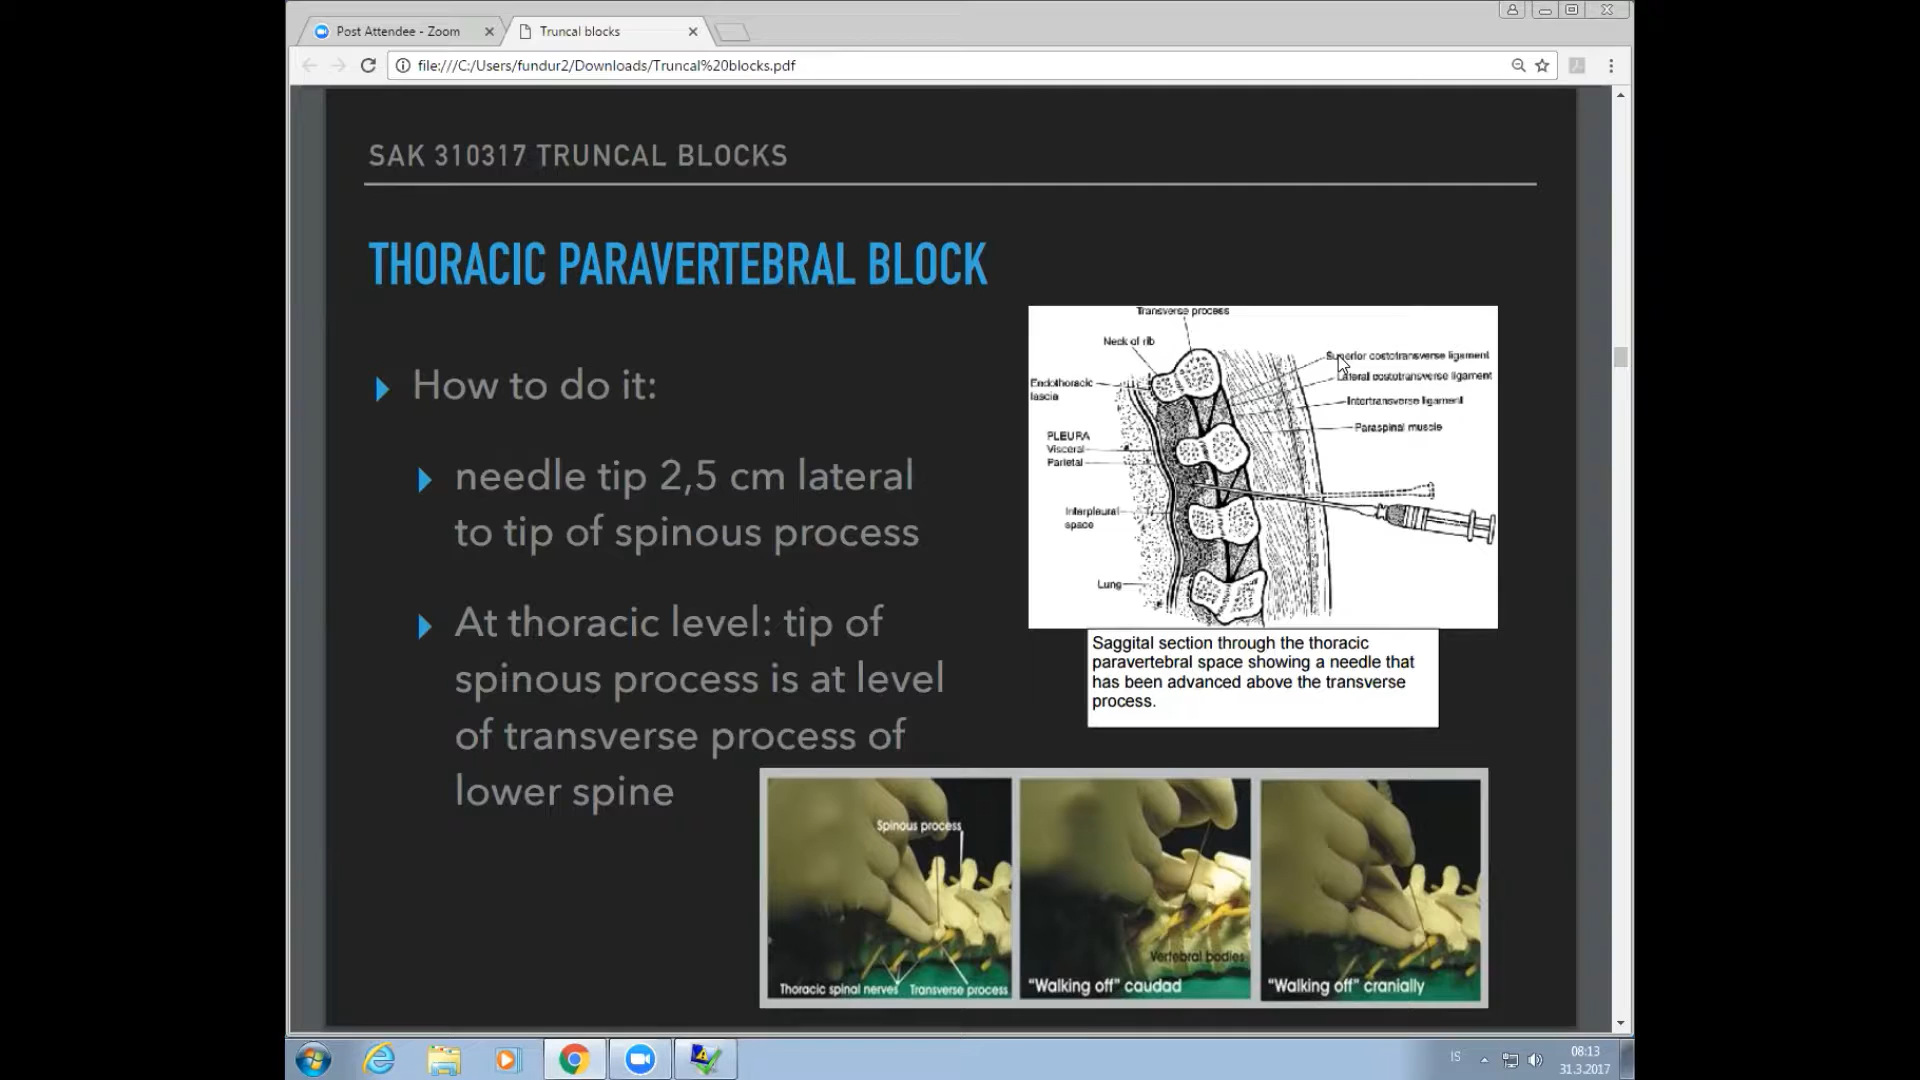 Post Attendee - Zoom
Truncal blocks
file:///C:/Users/fundur2/Downloads/Truncal%20blocks.pdf
SAK 310317 TRUNCAL BLOCKS
THORACIC PARAVERTEBRAL BLOCK
How to do it:
needle tip 2,5 cm lateral
to tip of spinous process
At thoracic level: tip of
spinous process is at level
of transverse process of
lower spine
Transverse process
Neck of rib
Superior costotransverse ligament
Lateral costotransverse ligament
Endothoracic
fascia
Intertransverse ligament
Paraspinal muscle
PLEURA
Visceral
Parietal
Interpleural
space
Lung
Saggital section through the thoracic
paravertebral space showing a needle that
has been advanced above the transverse
process.
Spinous process
Thoracic spinal nerves
Transverse process
Vertebral bodies
"Walking off" caudad
"Walking off" cranially
IS
08:13
31.3.2017